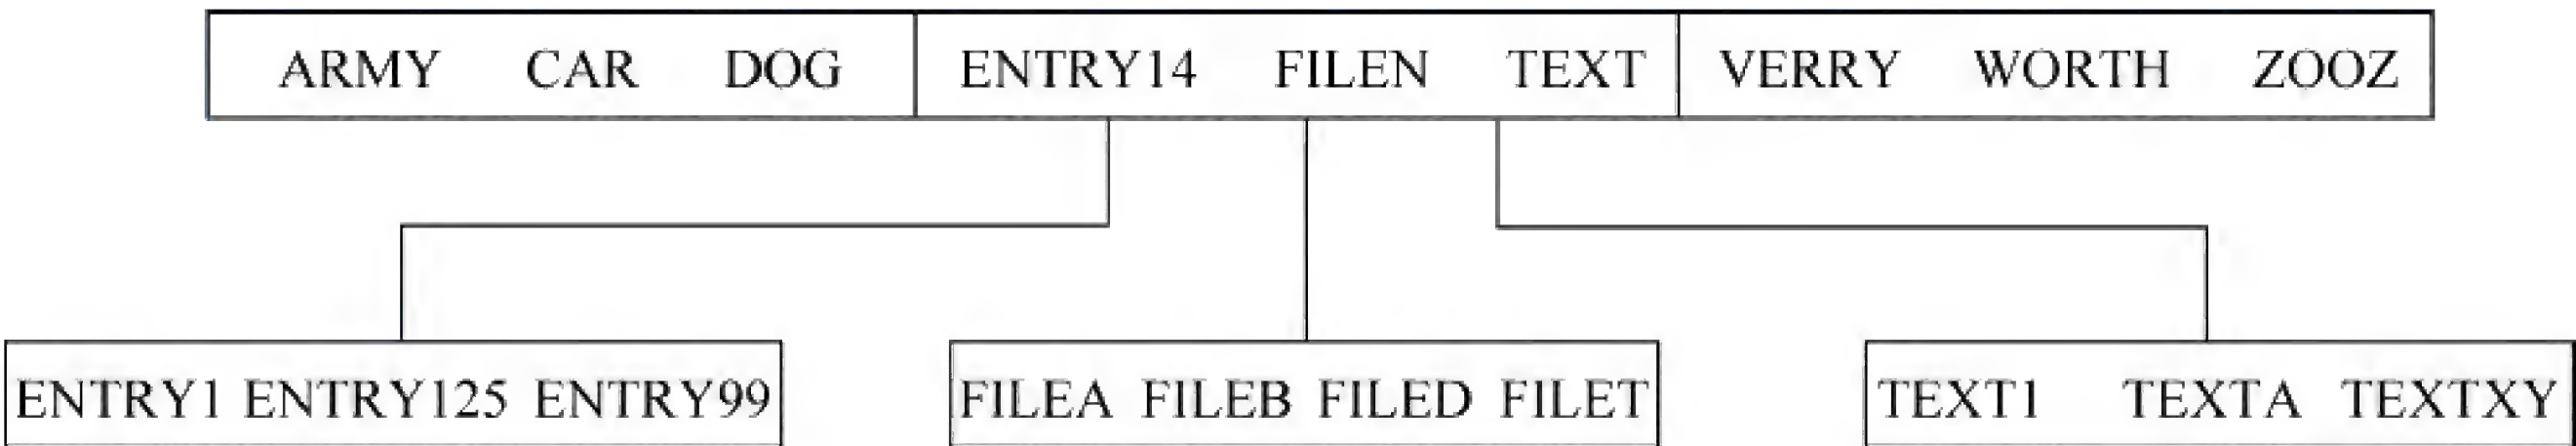 ARMY CAR DOG ENTRY14 FILEN TEXT VERRY WORTH ZOOZ
ENTRY1 ENTRY125 ENTRY99 FILEA FILEB FILED FILET TEXT1 TEXTA TEXTXY